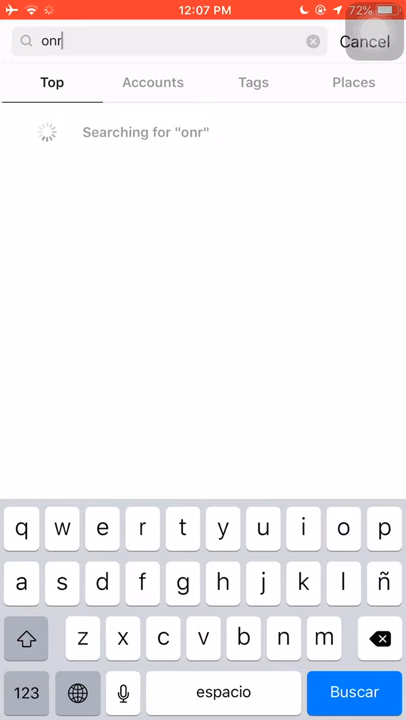 12:07 PM 72%
onr Cancel
Top Accounts Tags Places
Searching for "onr"
q w e r t y u i o p
a s d f g h j k l ñ
z x c v b n m
123 espacio Buscar